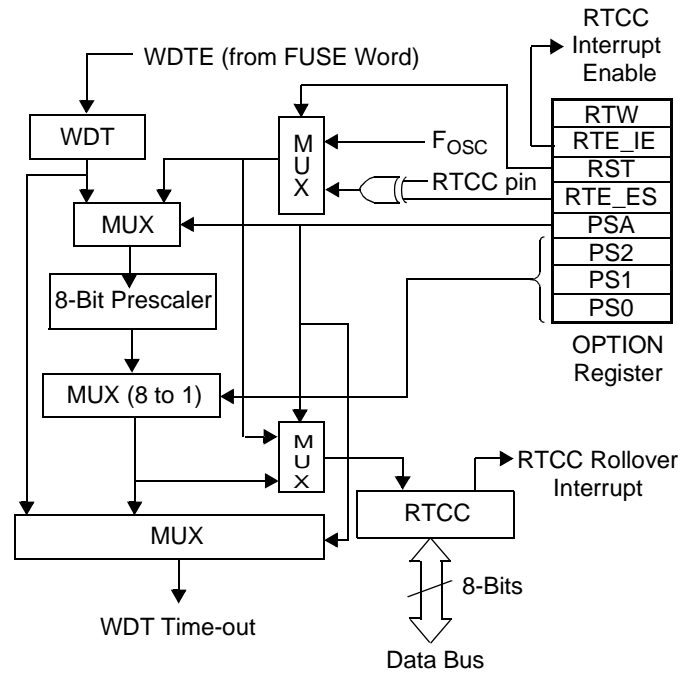 RTCC
Interrupt
Enable
WDTE (from FUSE Word)
WDT
MUX
FOSC
RTCC pin
RTW
RTE_IE
RST
RTE_ES
PSA
PS2
PS1
PS0
OPTION
Register
MUX
8-Bit Prescaler
MUX (8 to 1)
MUX
RTCC Rollover
Interrupt
RTCC
MUX
8-Bits
WDT Time-out
Data Bus